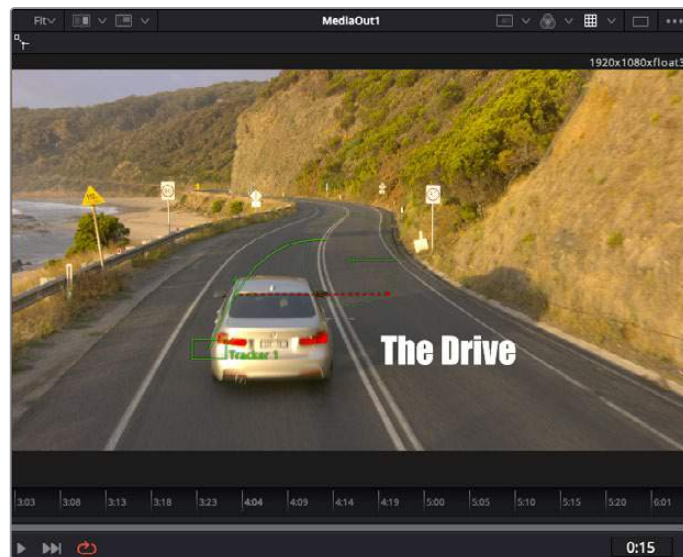 Fit
MediaOut1
1920x1080xfloat3
Tracker 1
The Drive
3:03 3:08 3:13 3:18 3:23 4:04 4:09 4:14 4:19 5:00 5:05 5:10 5:15 5:20 6:01
0:15